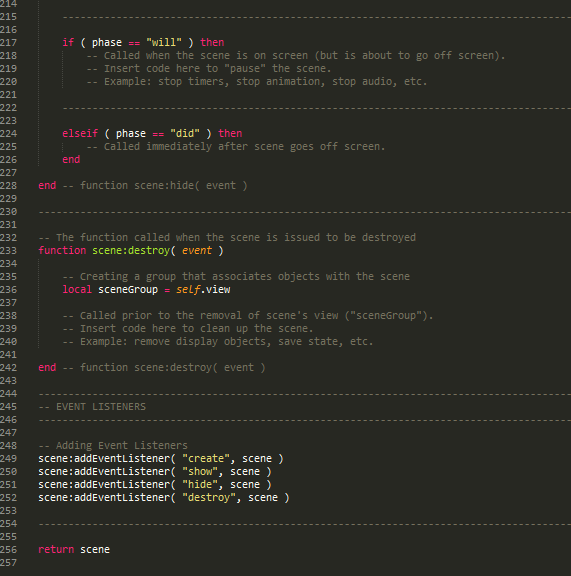 214
215 -----------------------------------------------------------------------------------
216
217 if ( phase == "will" ) then
218 -- Called when the scene is on screen (but is about to go off screen).
219 -- Insert code here to "pause" the scene.
220 -- Example: stop timers, stop animation, stop audio, etc.
221
222 -----------------------------------------------------------------------------------
223
224 elseif ( phase == "did" ) then
225 -- Called immediately after scene goes off screen.
226 end
227
228 end -- function scene:hide( event )
229
230 ---------------------------------------------------------------------------------------
231
232 -- The function called when the scene is issued to be destroyed
233 function scene:destroy( event )
234
235 -- Creating a group that associates objects with the scene
236 local sceneGroup = self.view
237
238 -- Called prior to the removal of scene's view ("sceneGroup").
239 -- Insert code here to clean up the scene.
240 -- Example: remove display objects, save state, etc.
241
242 end -- function scene:destroy( event )
243
244 ---------------------------------------------------------------------------------------
245 -- EVENT LISTENERS
246 ---------------------------------------------------------------------------------------
247
248 -- Adding Event Listeners
249 scene:addEventListener( "create", scene )
250 scene:addEventListener( "show", scene )
251 scene:addEventListener( "hide", scene )
252 scene:addEventListener( "destroy", scene )
253
254 ---------------------------------------------------------------------------------------
255
256 return scene
257